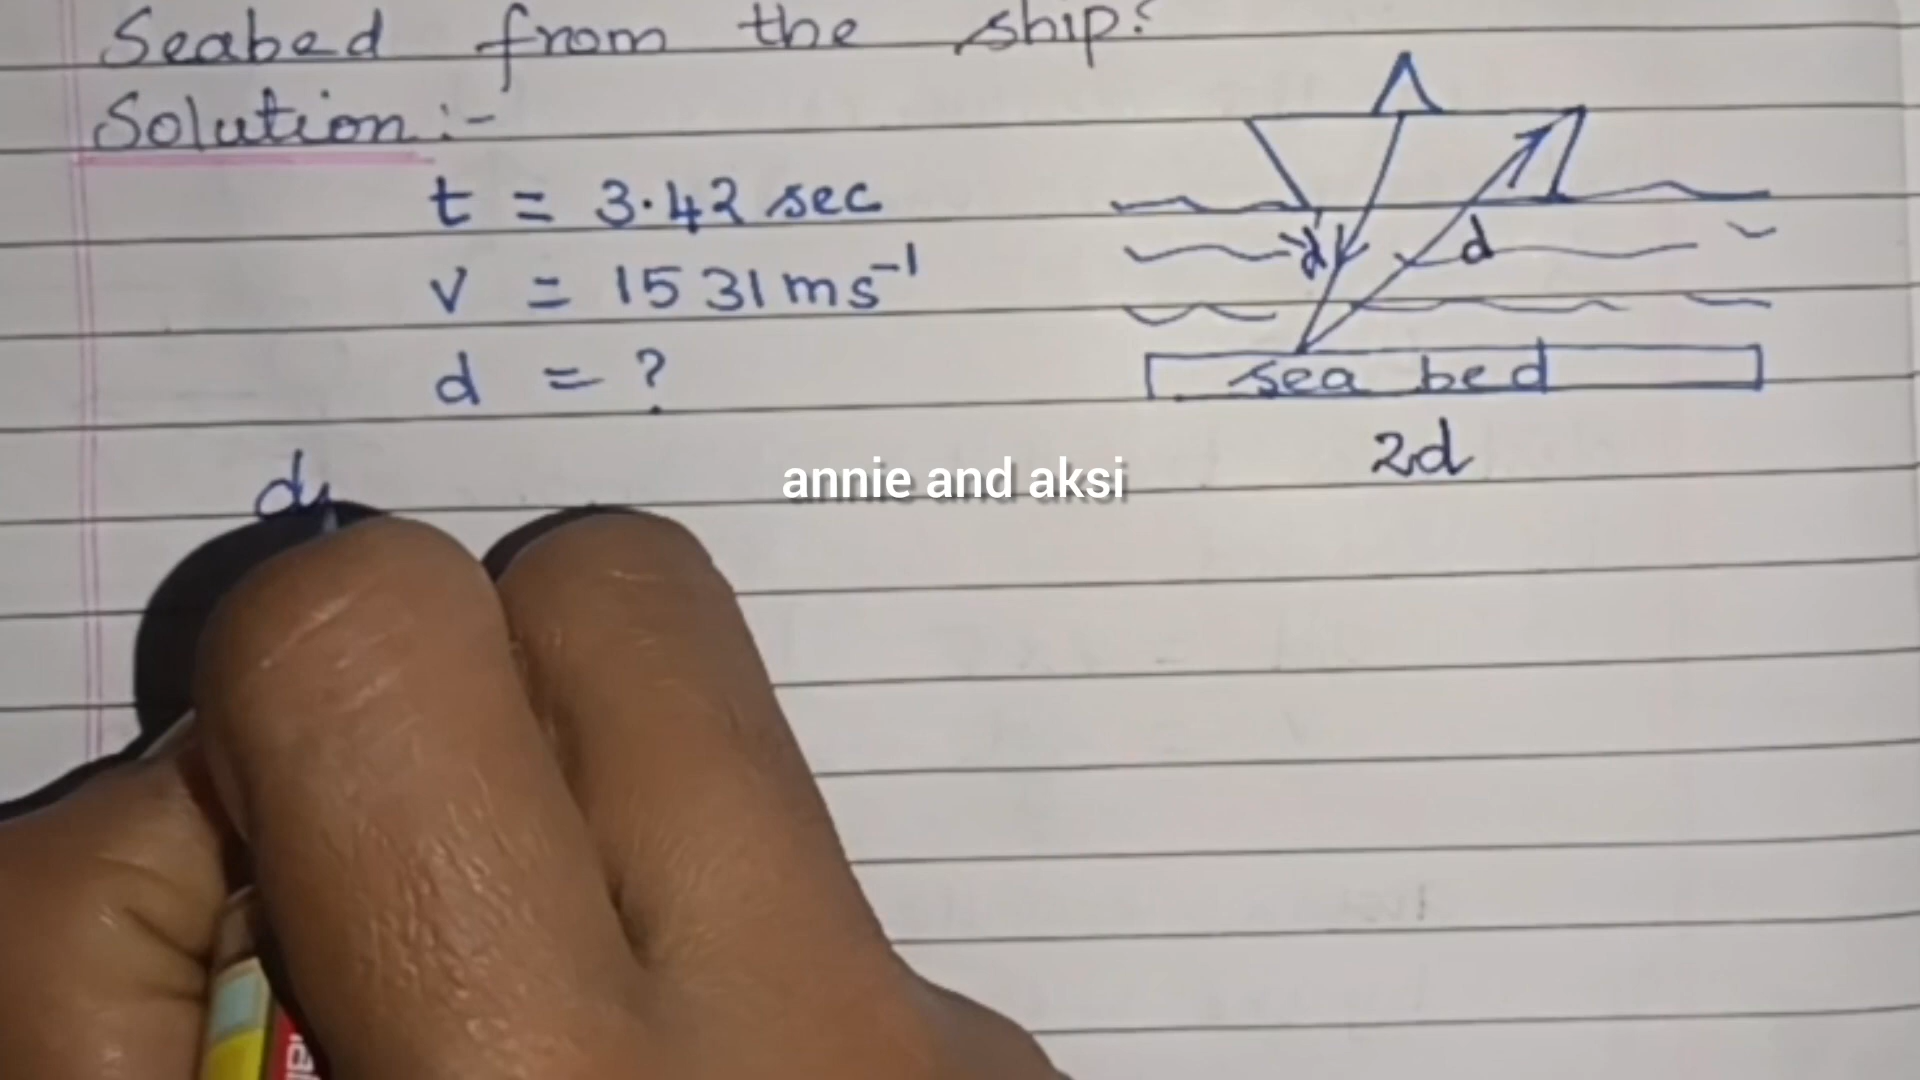 Seabed from the ship?
Solution :-
t = 3.42 sec
v = 1531 ms⁻¹
d = ?
d d
sea bed
2d
annie and aksi